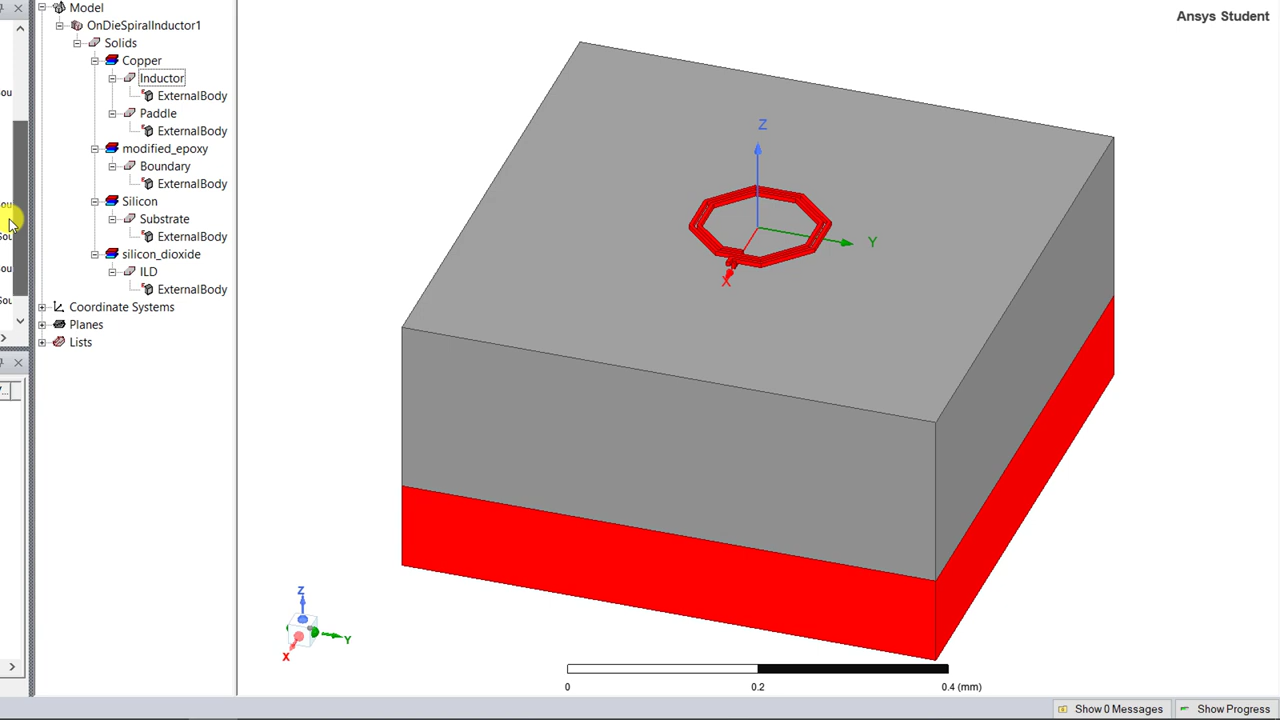 Model
OnDieSpiralInductor1
Solids
Copper
Inductor
ExternalBody
Paddle
ExternalBody
modified_epoxy
Boundary
ExternalBody
Silicon
Substrate
ExternalBody
silicon_dioxide
ILD
ExternalBody
Coordinate Systems
Planes
Lists
Ansys Student
Z
Y
X
Z
Y
X
0
0.2
0.4 (mm)
Show 0 Messages
Show Progress